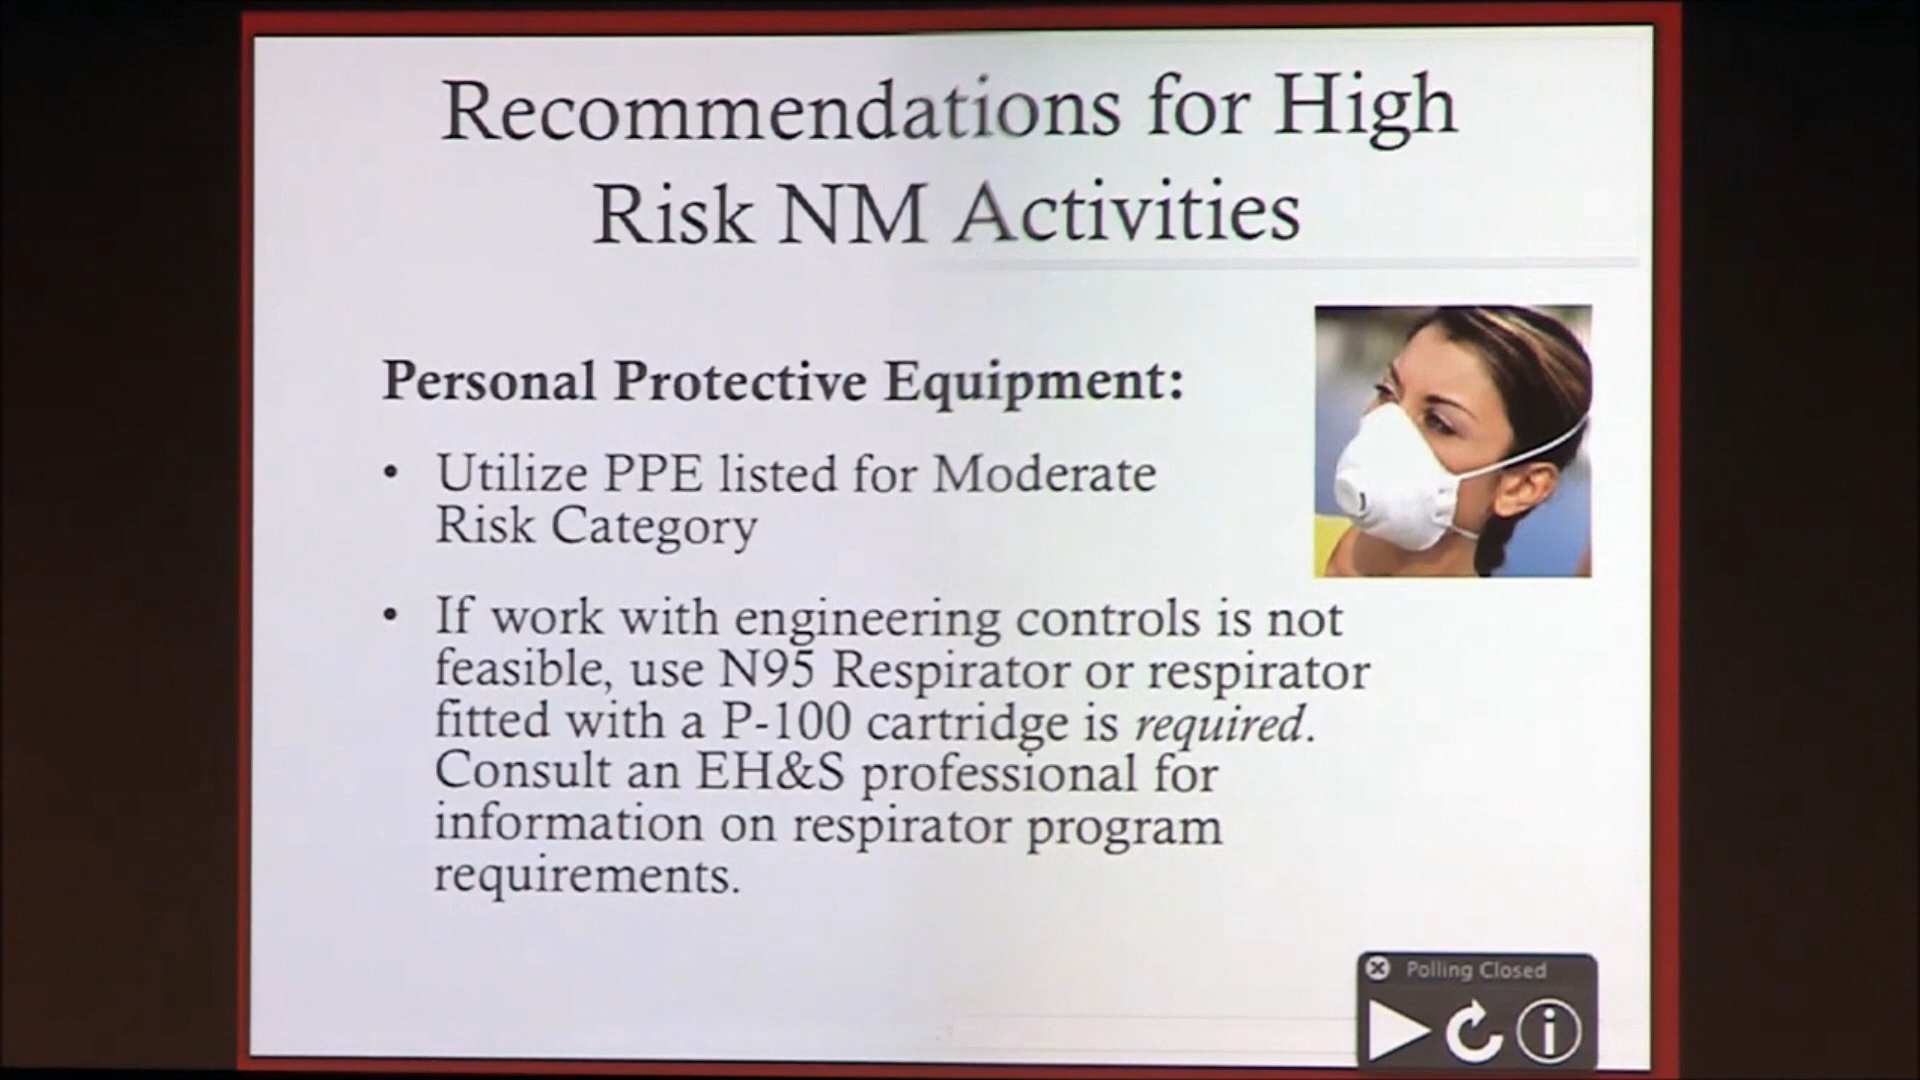 Recommendations for High
Risk NM Activities
Personal Protective Equipment:
• Utilize PPE listed for Moderate
Risk Category
• If work with engineering controls is not
feasible, use N95 Respirator or respirator
fitted with a P-100 cartridge is required.
Consult an EH&S professional for
information on respirator program
requirements.
Polling Closed